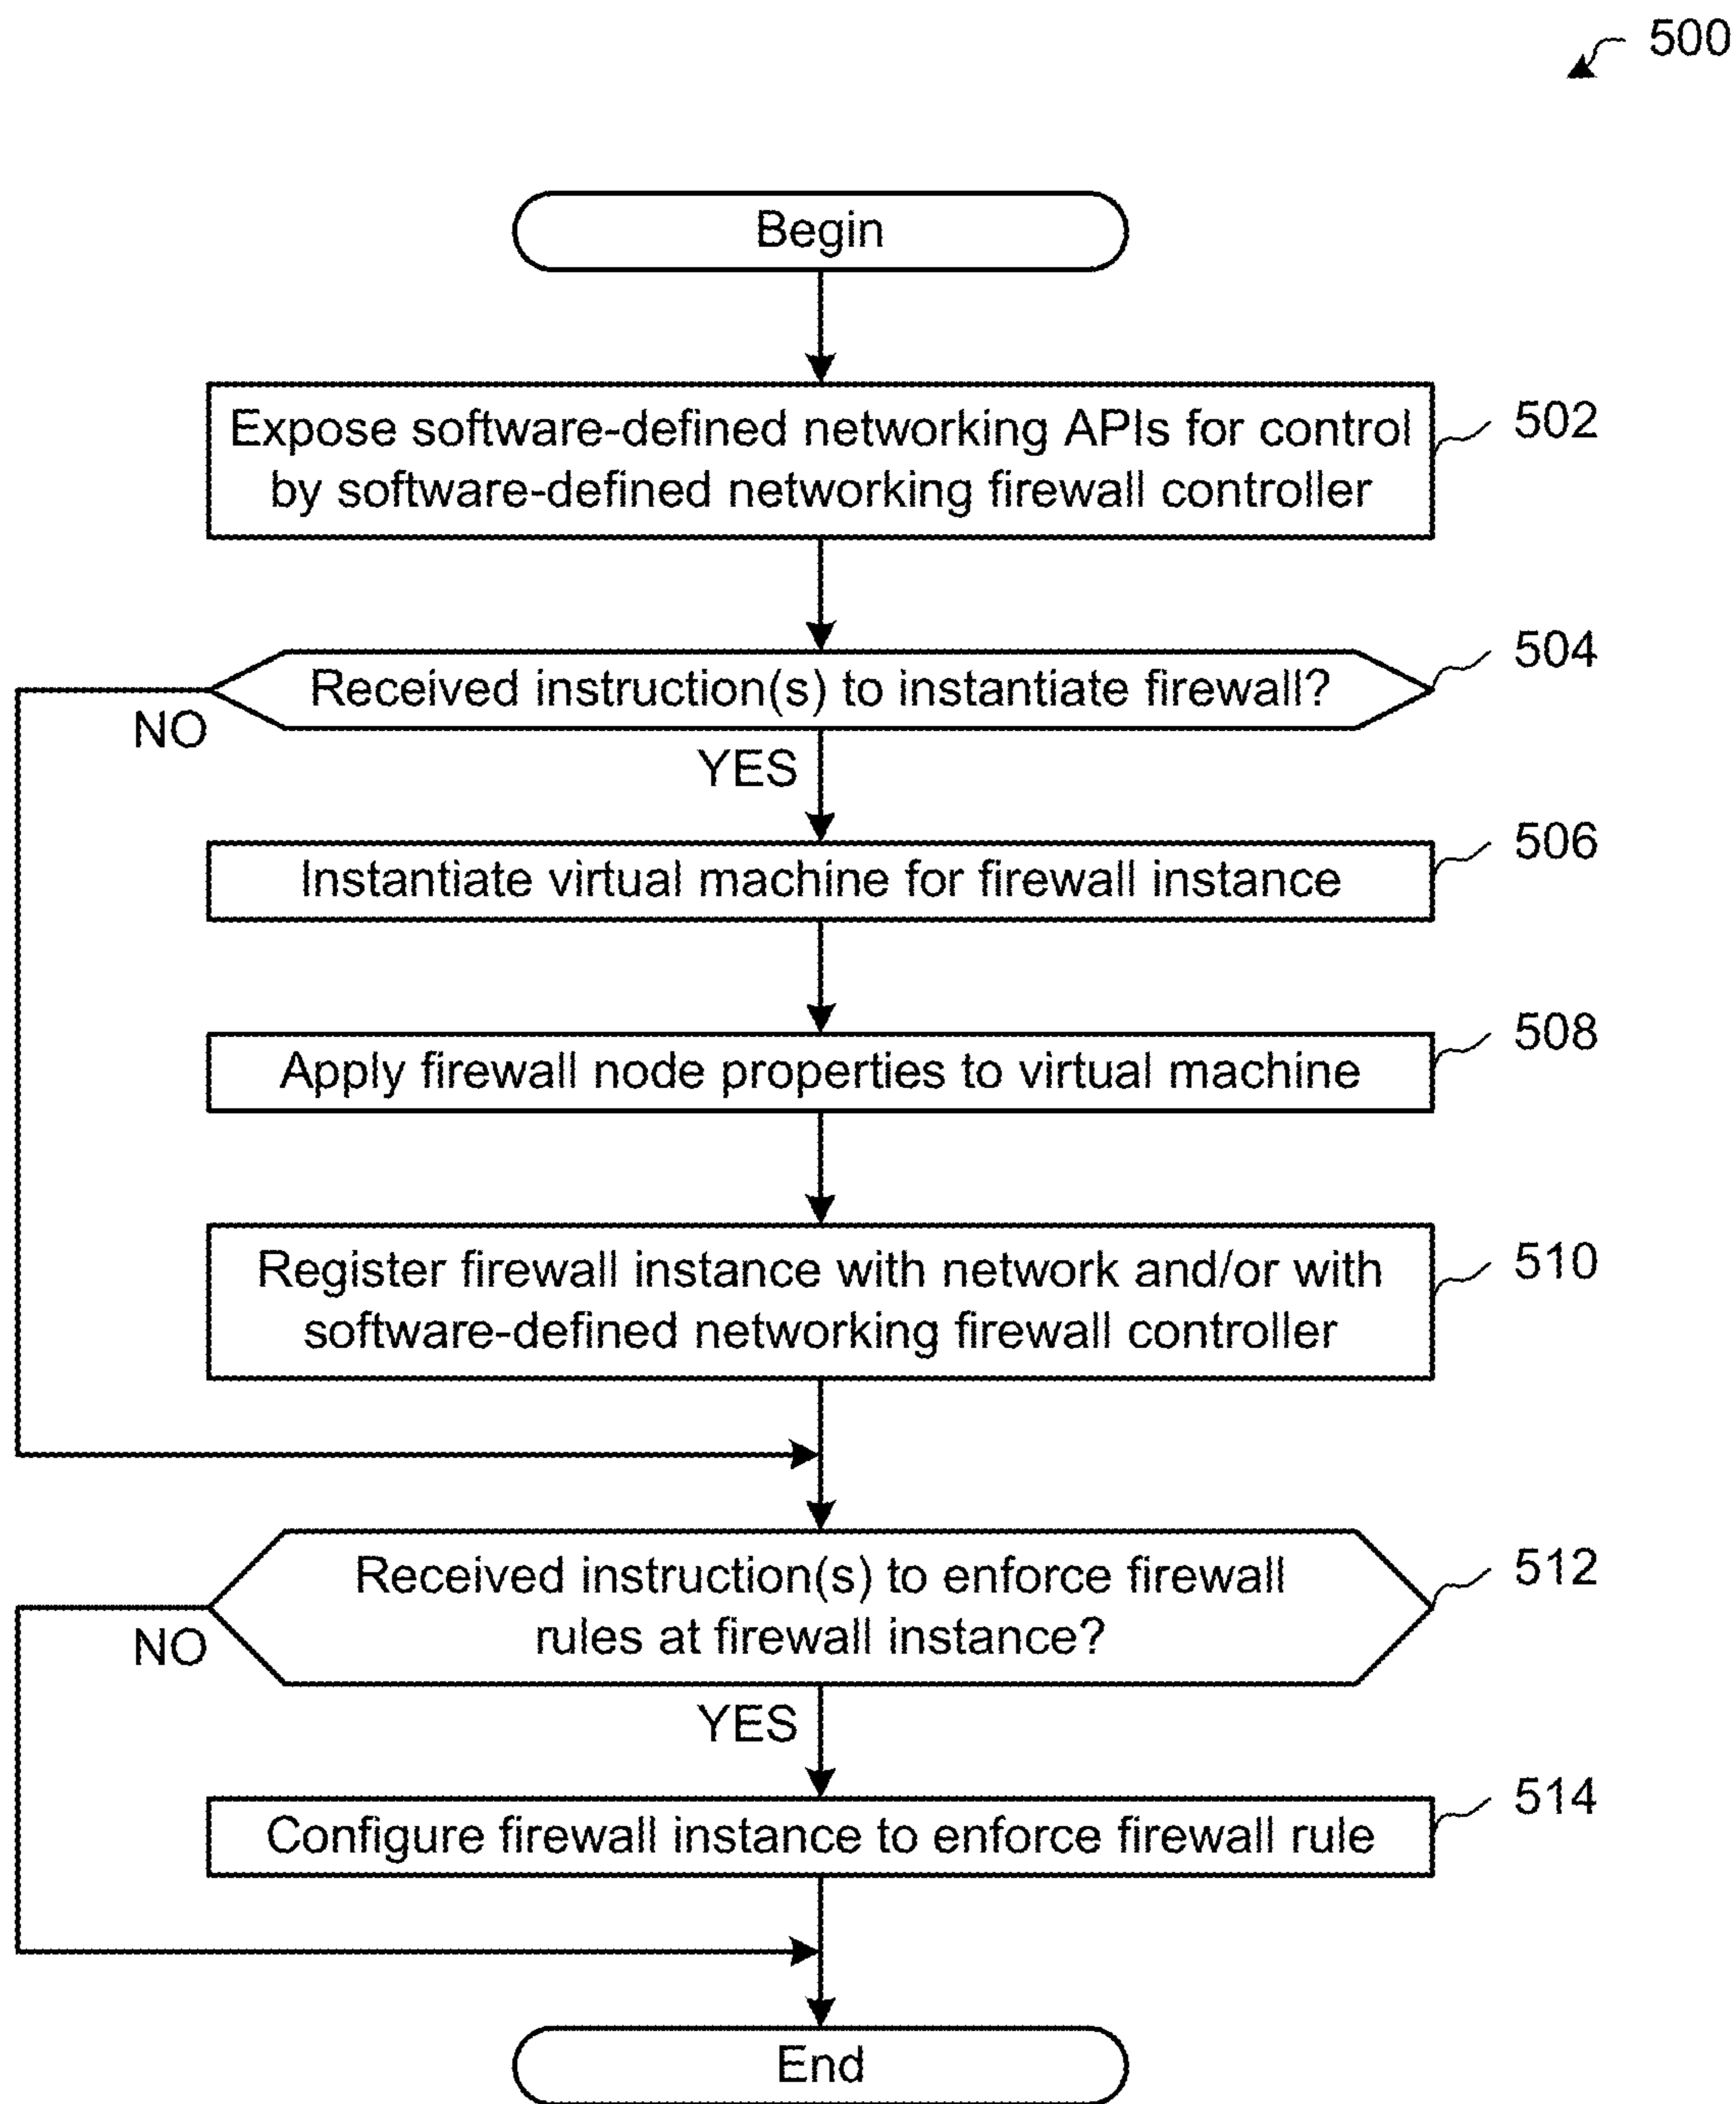 500
Begin
Expose software-defined networking APIs for control
by software-defined networking firewall controller
502
Received instruction(s) to instantiate firewall?
504
NO
YES
Instantiate virtual machine for firewall instance
506
Apply firewall node properties to virtual machine
508
Register firewall instance with network and/or with
software-defined networking firewall controller
510
Received instruction(s) to enforce firewall
rules at firewall instance?
512
NO
YES
Configure firewall instance to enforce firewall rule
514
End